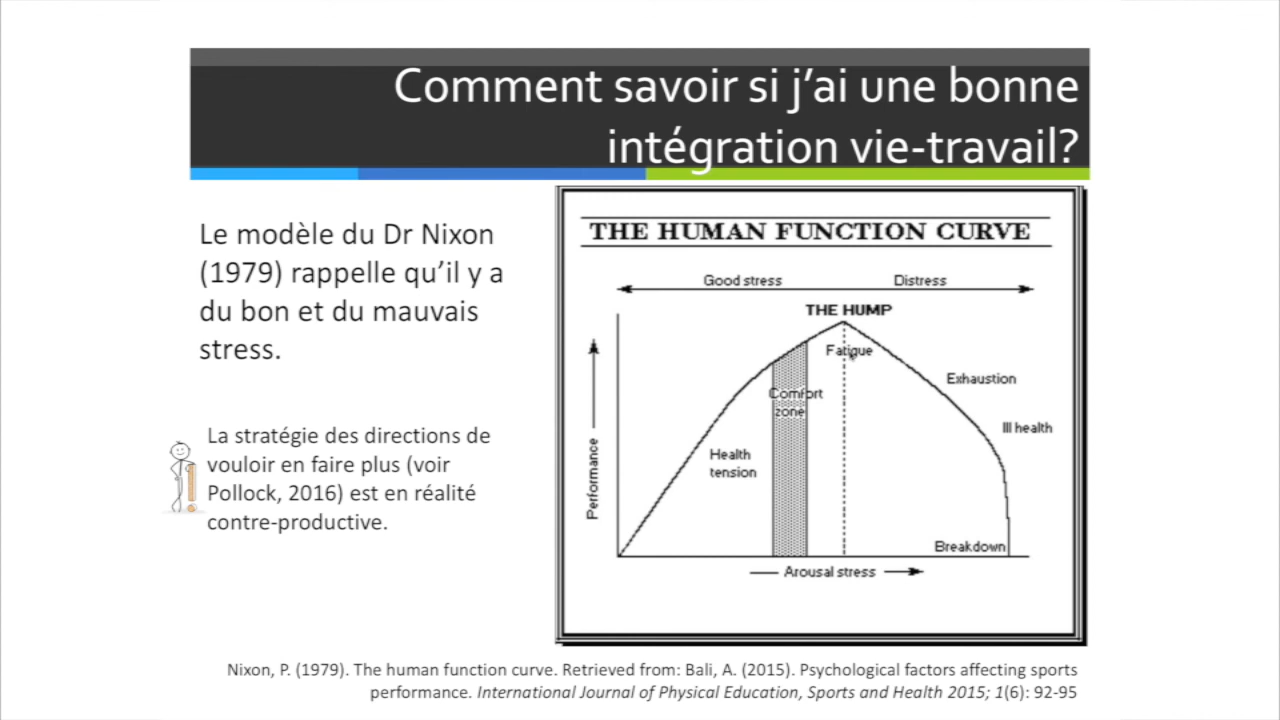 Comment savoir si j’ai une bonne
intégration vie-travail?
Le modèle du Dr Nixon
(1979) rappelle qu’il y a
du bon et du mauvais
stress.
La stratégie des directions de
vouloir en faire plus (voir
Pollock, 2016) est en réalité
contre-productive.
THE HUMAN FUNCTION CURVE
Good stress
Distress
THE HUMP
Fatigue
Exhaustion
Comfort
zone
Ill health
Health
tension
Performance
Breakdown
Arousal stress
Nixon, P. (1979). The human function curve. Retrieved from: Bali, A. (2015). Psychological factors affecting sports
performance. International Journal of Physical Education, Sports and Health 2015; 1(6): 92-95